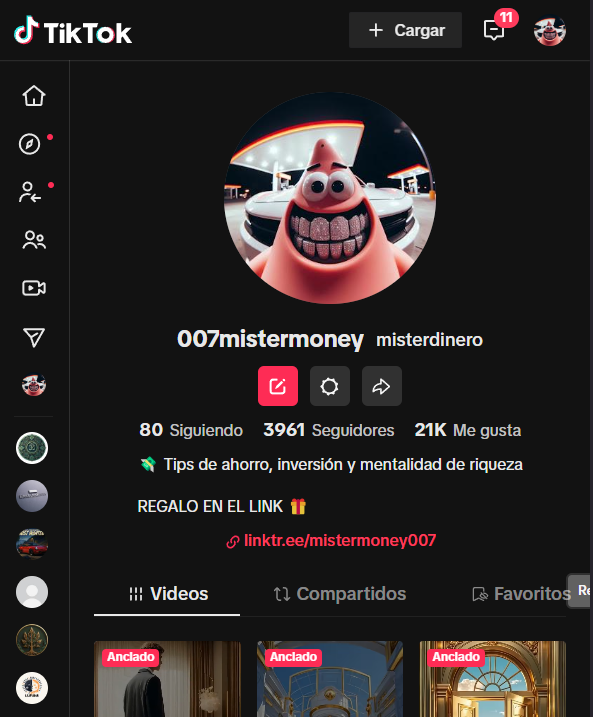 TikTok
Cargar
11
007mistermoney misterdinero
80 Siguiendo 3961 Seguidores 21K Me gusta
💸 Tips de ahorro, inversión y mentalidad de riqueza
REGALO EN EL LINK 🎁
linktr.ee/mistermoney007
Videos Compartidos Favoritos
Anclado Anclado Anclado